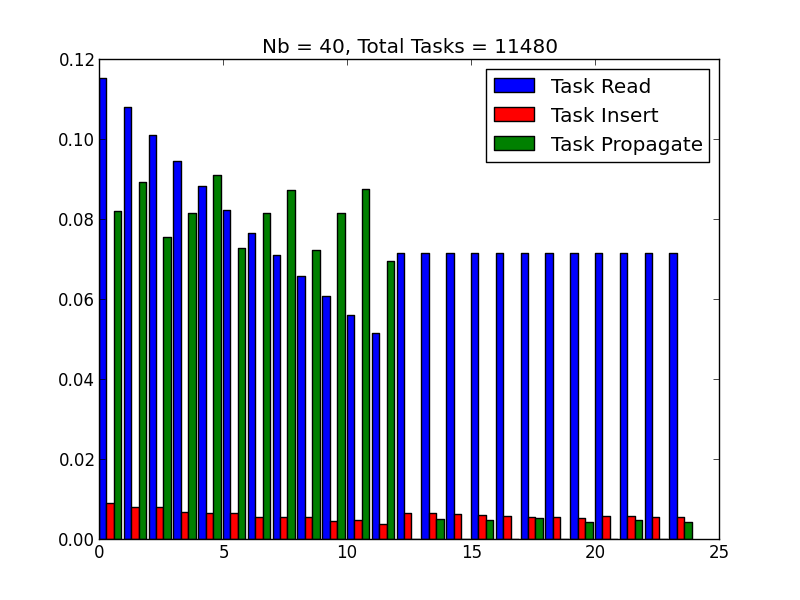 Nb = 40, Total Tasks = 11480
0.12
0.10
0.08
0.06
0.04
0.02
0.00
Task Read
Task Insert
Task Propagate
0 5 10 15 20 25